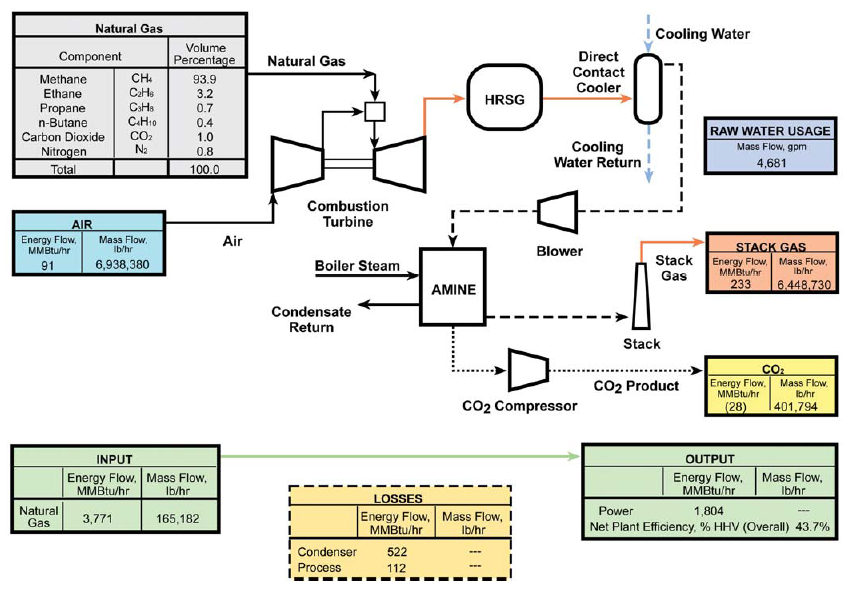 Natural Gas
Component Volume Percentage
Methane CH₄ 93.9
Ethane C₂H₆ 3.2
Propane C₃H₈ 0.7
n-Butane C₄H₁₀ 0.4
Carbon Dioxide CO₂ 1.0
Nitrogen N₂ 0.8
Total 100.0
Natural Gas
Cooling Water
Direct
Contact
Cooler
HRSG
Cooling
Water Return
RAW WATER USAGE
Mass Flow, gpm
4,681
Combustion
Turbine
AIR
Energy Flow, MMBtu/hr Mass Flow, lb/hr
91 6,938,380
Air
Blower
Boiler Steam
AMINE
Condensate
Return
Stack
Gas
STACK GAS
Energy Flow, MMBtu/hr Mass Flow, lb/hr
233 6,448,730
Stack
CO₂ Compressor
CO₂ Product
CO₂
Energy Flow, MMBtu/hr Mass Flow, lb/hr
(28) 401,794
INPUT
Energy Flow, MMBtu/hr Mass Flow, lb/hr
Natural Gas 3,771 165,182
LOSSES
Energy Flow, MMBtu/hr Mass Flow, lb/hr
Condenser 522 ---
Process 112 ---
OUTPUT
Energy Flow, MMBtu/hr Mass Flow, lb/hr
Power 1,804 ---
Net Plant Efficiency, % HHV (Overall) 43.7%